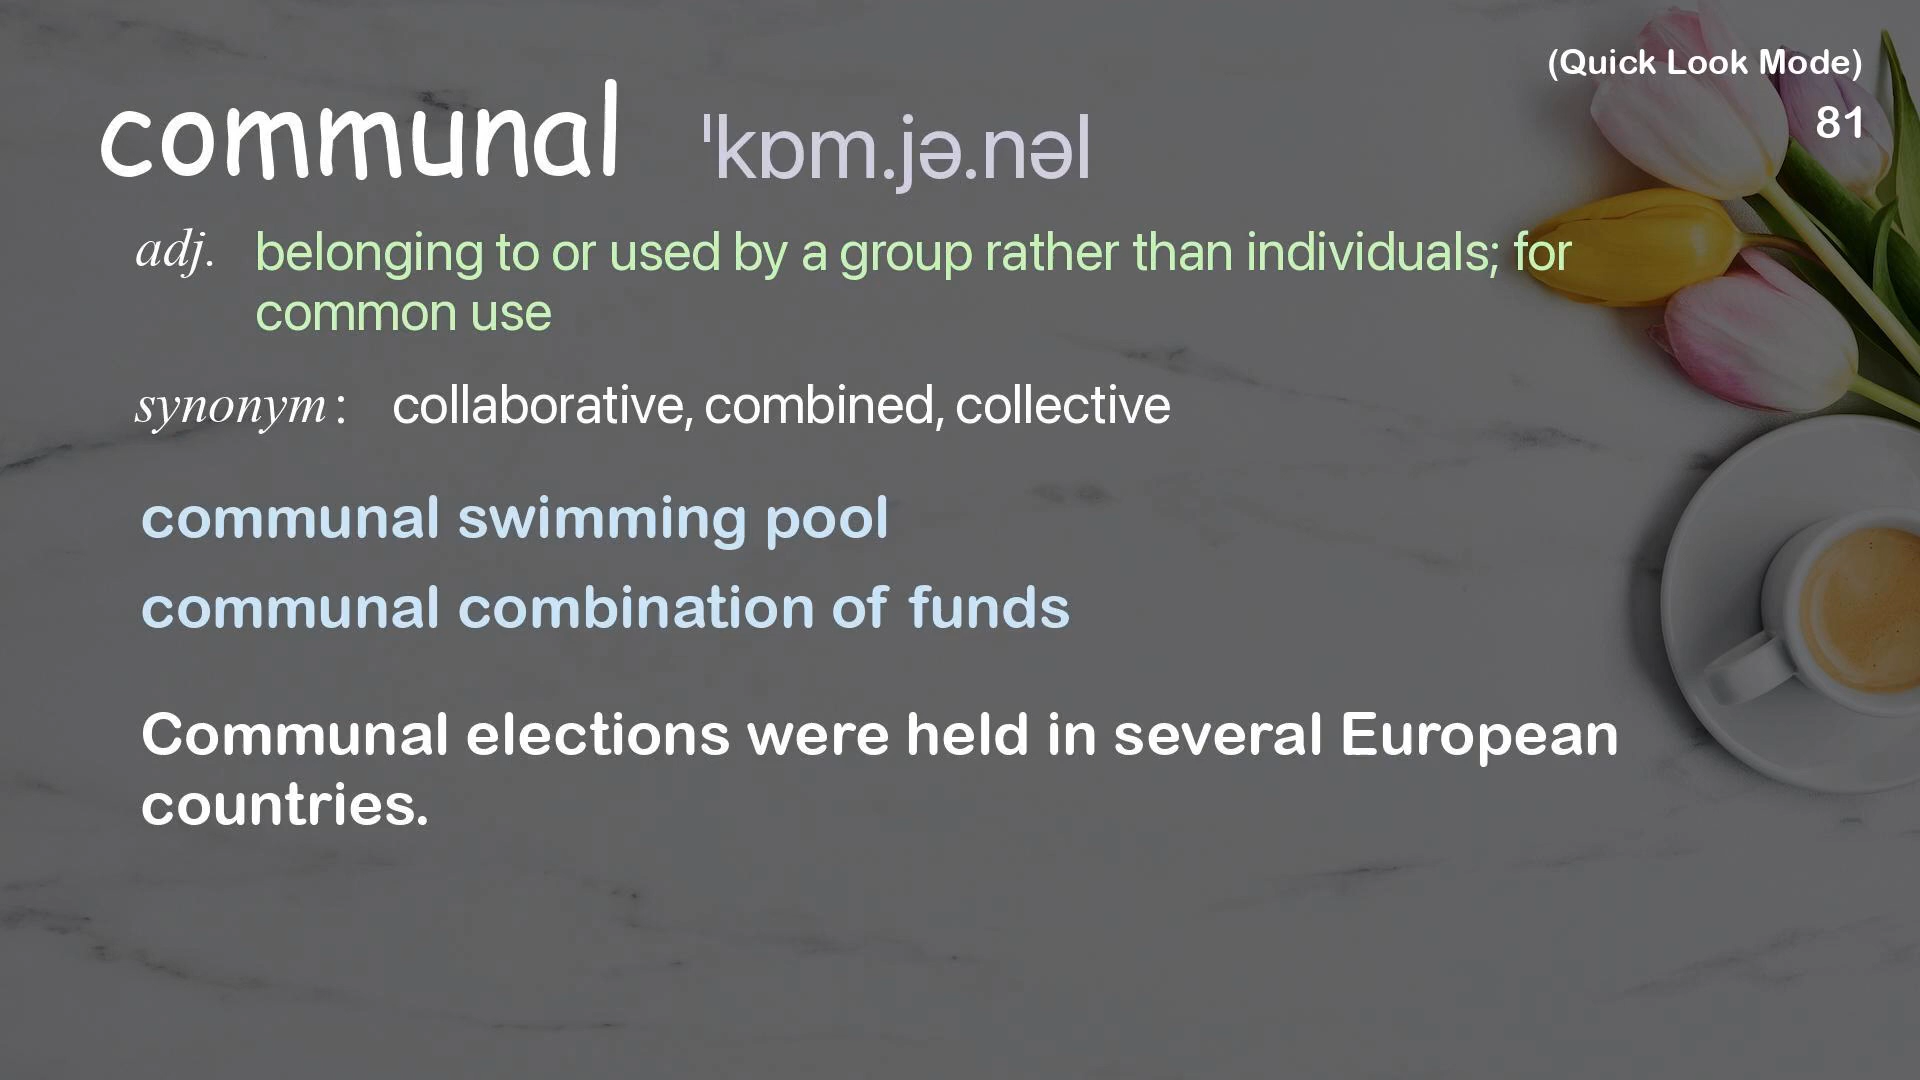 (Quick Look Mode)
81
communal ˈkɒm.jə.nəl
adj. belonging to or used by a group rather than individuals; for
common use
synonym: collaborative, combined, collective
communal swimming pool
communal combination of funds
Communal elections were held in several European
countries.